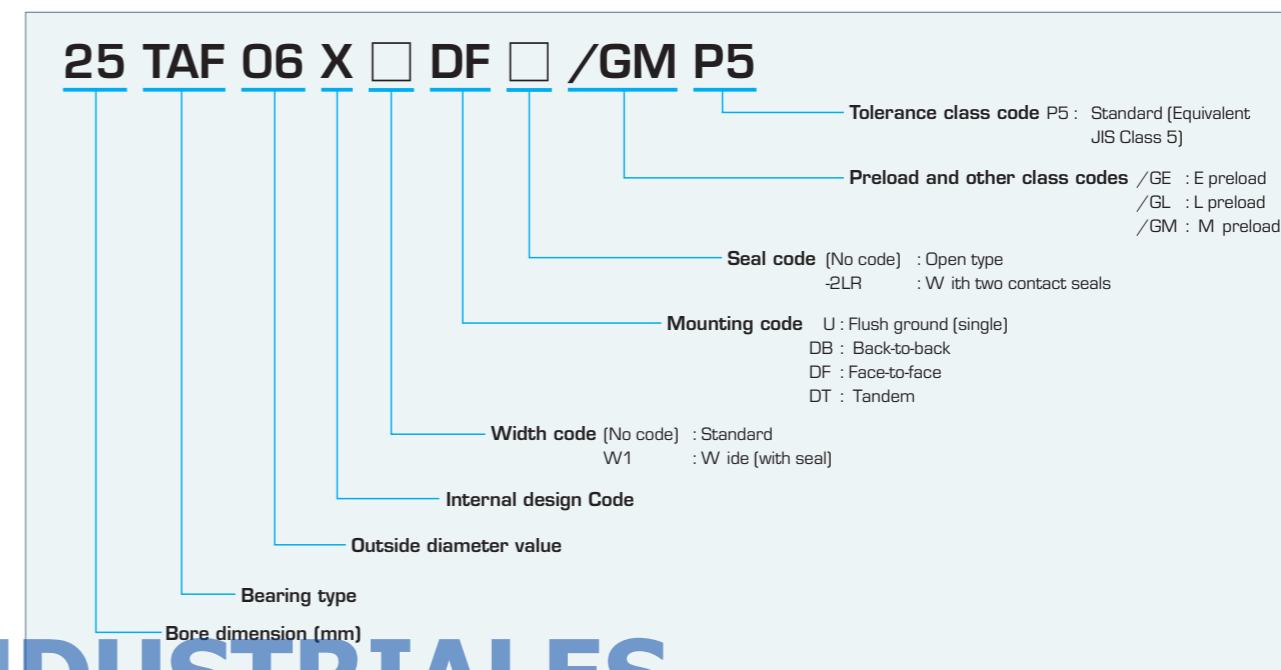 25 TAF 06 X □ DF □ /GM P5
Tolerance class code P5 : Standard (Equivalent
JIS Class 5)
Preload and other class codes /GE : E preload
/GL : L preload
/GM : M preload
Seal code (No code) : Open type
-2LR : W ith two contact seals
Mounting code U : Flush ground (single)
DB : Back-to-back
DF : Face-to-face
DT : Tandem
Width code (No code) : Standard
W1 : W ide (with seal)
Internal design Code
Outside diameter value
Bearing type
Bore dimension (mm)
NDUSTRIALES